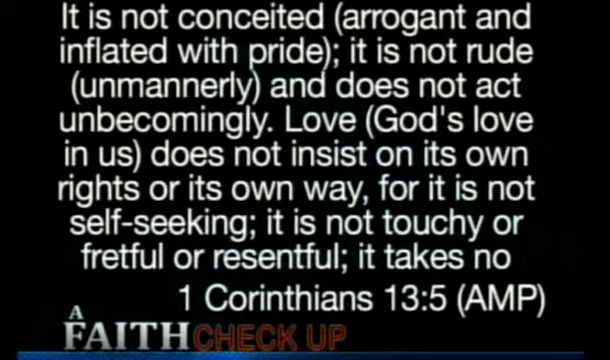 It is not conceited (arrogant and
inflated with pride); it is not rude
(unmannerly) and does not act
unbecomingly. Love (God's love
in us) does not insist on its own
rights or its own way, for it is not
self-seeking; it is not touchy or
fretful or resentful; it takes no
1 Corinthians 13:5 (AMP)
A
FAITH CHECK UP